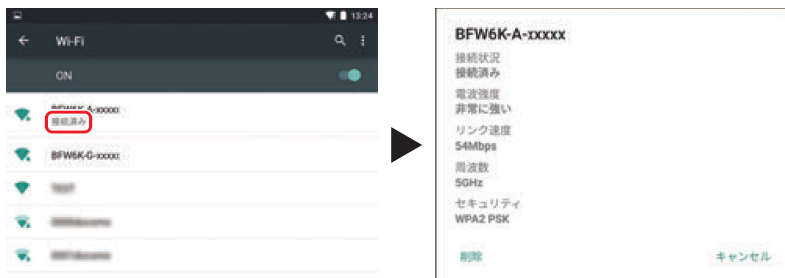 13:24
Wi-Fi
ON
BFW6K-A-xxxxx
接続済み
BFW6K-G-xxxxx
BFW6K-A-xxxxx
接続状況
接続済み
電波強度
非常に強い
リンク速度
54Mbps
周波数
5GHz
セキュリティ
WPA2 PSK
削除
キャンセル